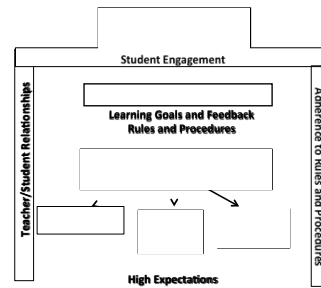 Student Engagement
Teacher/Student Relationships
Learning Goals and Feedback
Rules and Procedures
Adherence to Rules and Procedures
High Expectations